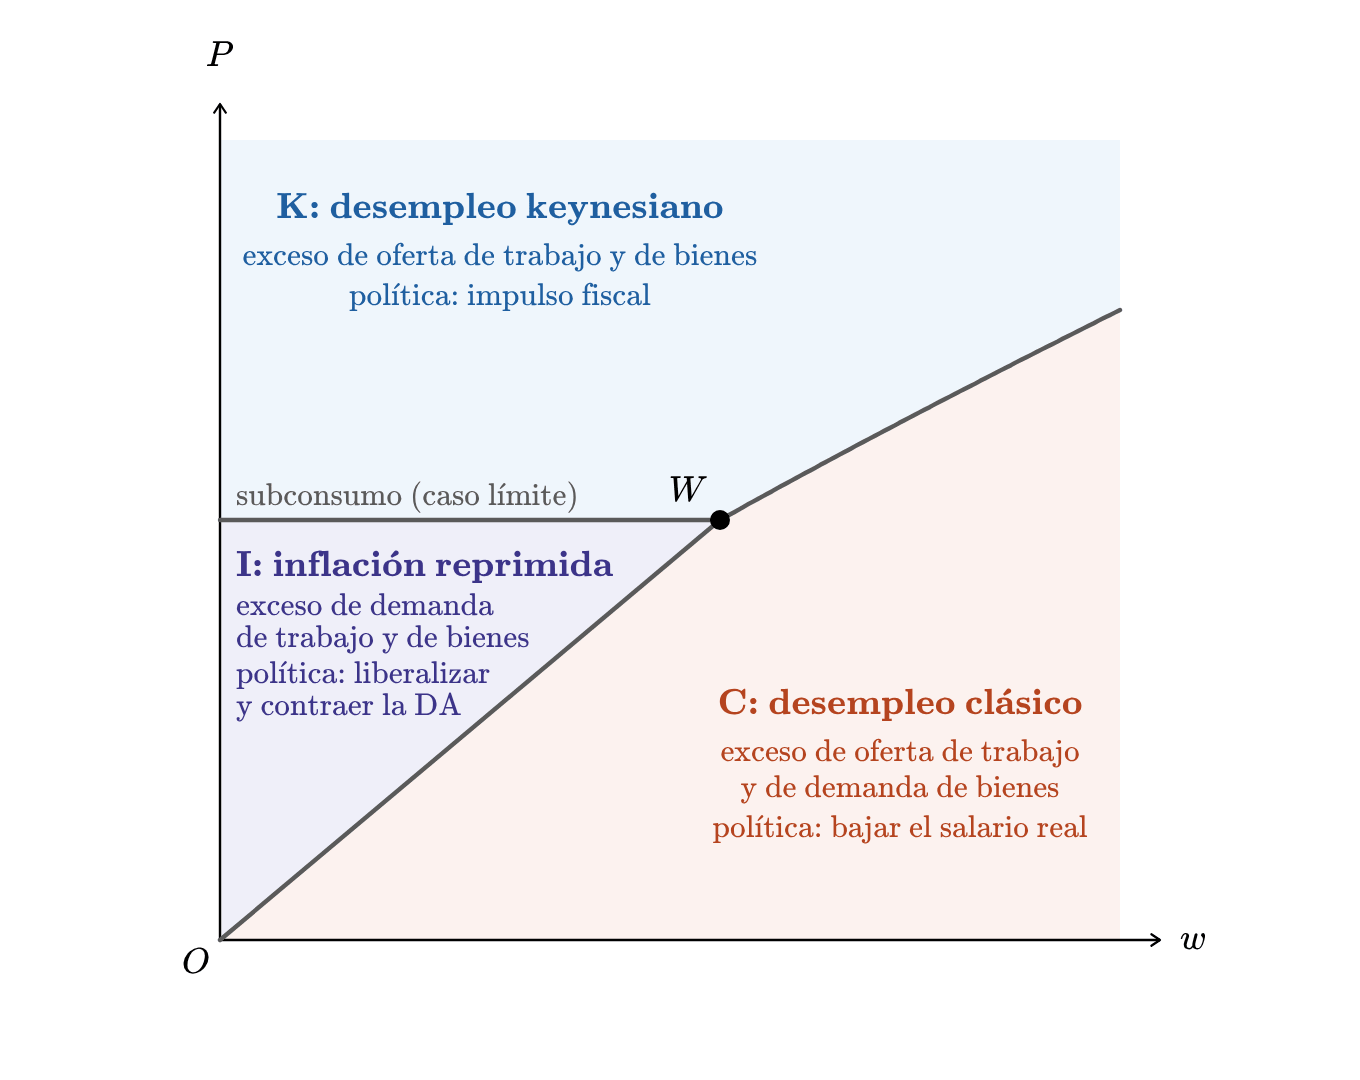 P
K: desempleo keynesiano
exceso de oferta de trabajo y de bienes
política: impulso fiscal
subconsumo (caso límite)
W
I: inflación reprimida
exceso de demanda
de trabajo y de bienes
política: liberalizar
y contraer la DA
C: desempleo clásico
exceso de oferta de trabajo
y de demanda de bienes
política: bajar el salario real
O
w